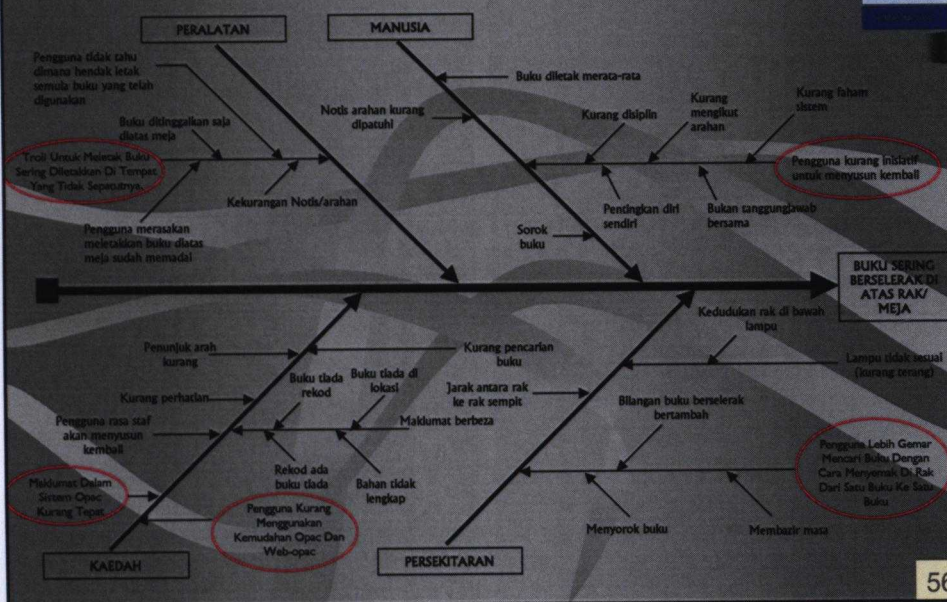 PERALATAN
MANUSIA
Pengguna tidak tahu
dimana hendak letak
semula buku yang telah
digunakan
Buku ditinggalkan saja
diatas meja
Troli Untuk Meletak Buku
Sering Diletakkan Di Tempat
Yang Tidak Sepatutnya.
Pengguna merasakan
meletakkan buku diatas
meja sudah memadai
Kekurangan Notis/arahan
Buku diletak merata-rata
Notis arahan kurang
dipatuhi
Kurang disiplin
Kurang
mengikut
arahan
Kurang faham
sistem
Pengguna kurang inisiatif
untuk menyusun kembali
Pentingkan diri
sendiri
Bukan tanggungjawab
bersama
Sorok
buku
BUKU SERING
BERSELERAK DI
ATAS RAK/
MEJA
Penunjuk arah
kurang
Kurang pencarian
buku
Kurang perhatian
Buku tiada
rekod
Buku tiada di
lokasi
Maklumat berbeza
Pengguna rasa staf
akan menyusun
kembali
Rekod ada
buku tiada
Bahan tidak
lengkap
Maklumat Dalam
Sistem Opac
Kurang Tepat
Pengguna Kurang
Menggunakan
Kemudahan Opac Dan
Web-opac
KAEDAH
Kedudukan rak di bawah
lampu
Lampu tidak sesuai
(kurang terang)
Jarak antara rak
ke rak sempit
Bilangan buku berselerak
bertambah
Pengguna Lebih Gemar
Mencari Buku Dengan
Cara Menyemak Di Rak
Dari Satu Buku Ke Satu
Buku
Menyorok buku
Membazir masa
PERSEKITARAN
56